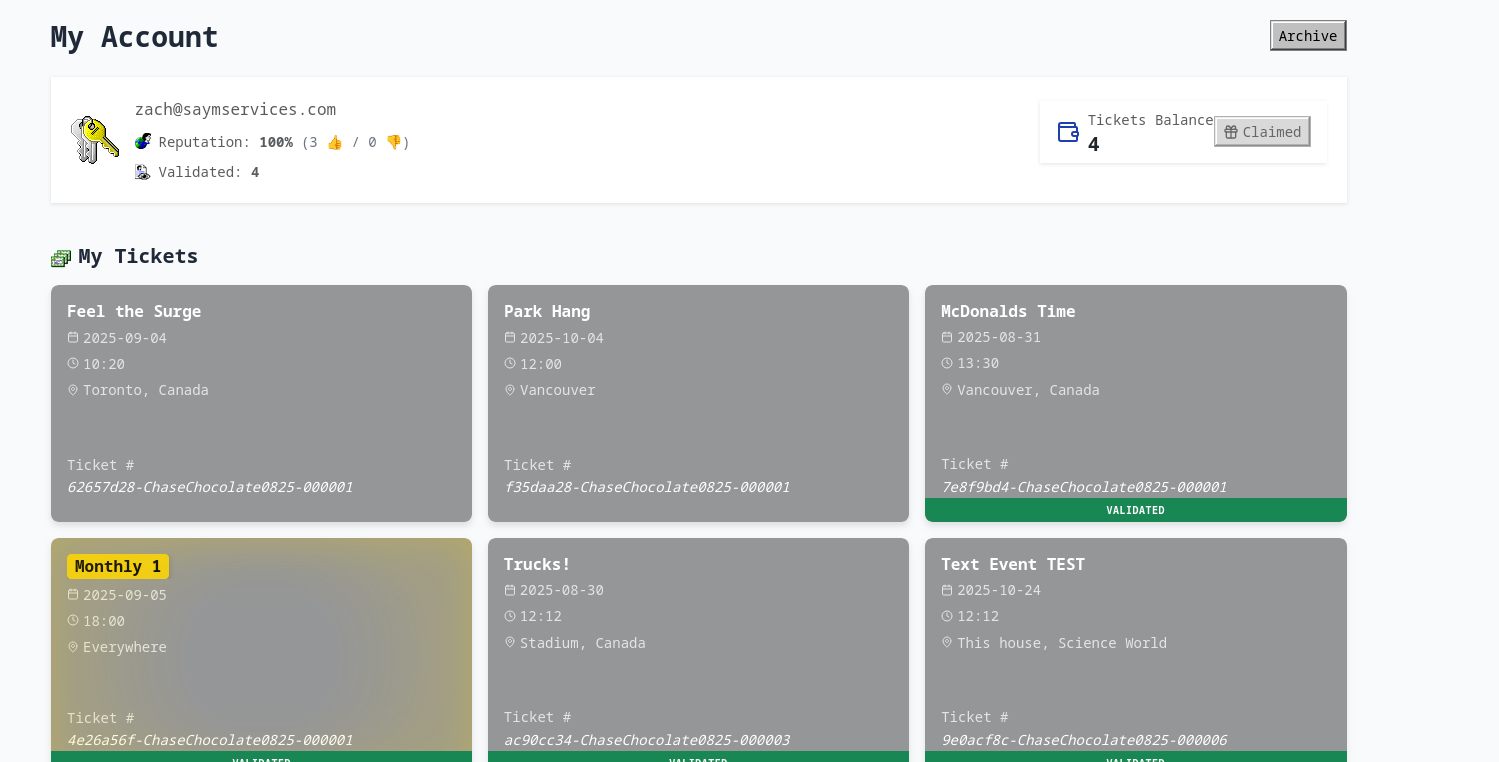 My Account
Archive
zach@saymservices.com
Reputation: 100% (3 👍 / 0 👎)
Validated: 4
Tickets Balance
4
Claimed
My Tickets
Feel the Surge
2025-09-04
10:20
Toronto, Canada
Ticket #
62657d28-ChaseChocolate0825-000001
Park Hang
2025-10-04
12:00
Vancouver
Ticket #
f35daa28-ChaseChocolate0825-000001
McDonalds Time
2025-08-31
13:30
Vancouver, Canada
Ticket #
7e8f9bd4-ChaseChocolate0825-000001
VALIDATED
Monthly 1
2025-09-05
18:00
Everywhere
Ticket #
4e26a56f-ChaseChocolate0825-000001
VALIDATED
Trucks!
2025-08-30
12:12
Stadium, Canada
Ticket #
ac90cc34-ChaseChocolate0825-000003
VALIDATED
Text Event TEST
2025-10-24
12:12
This house, Science World
Ticket #
9e0acf8c-ChaseChocolate0825-000006
VALIDATED